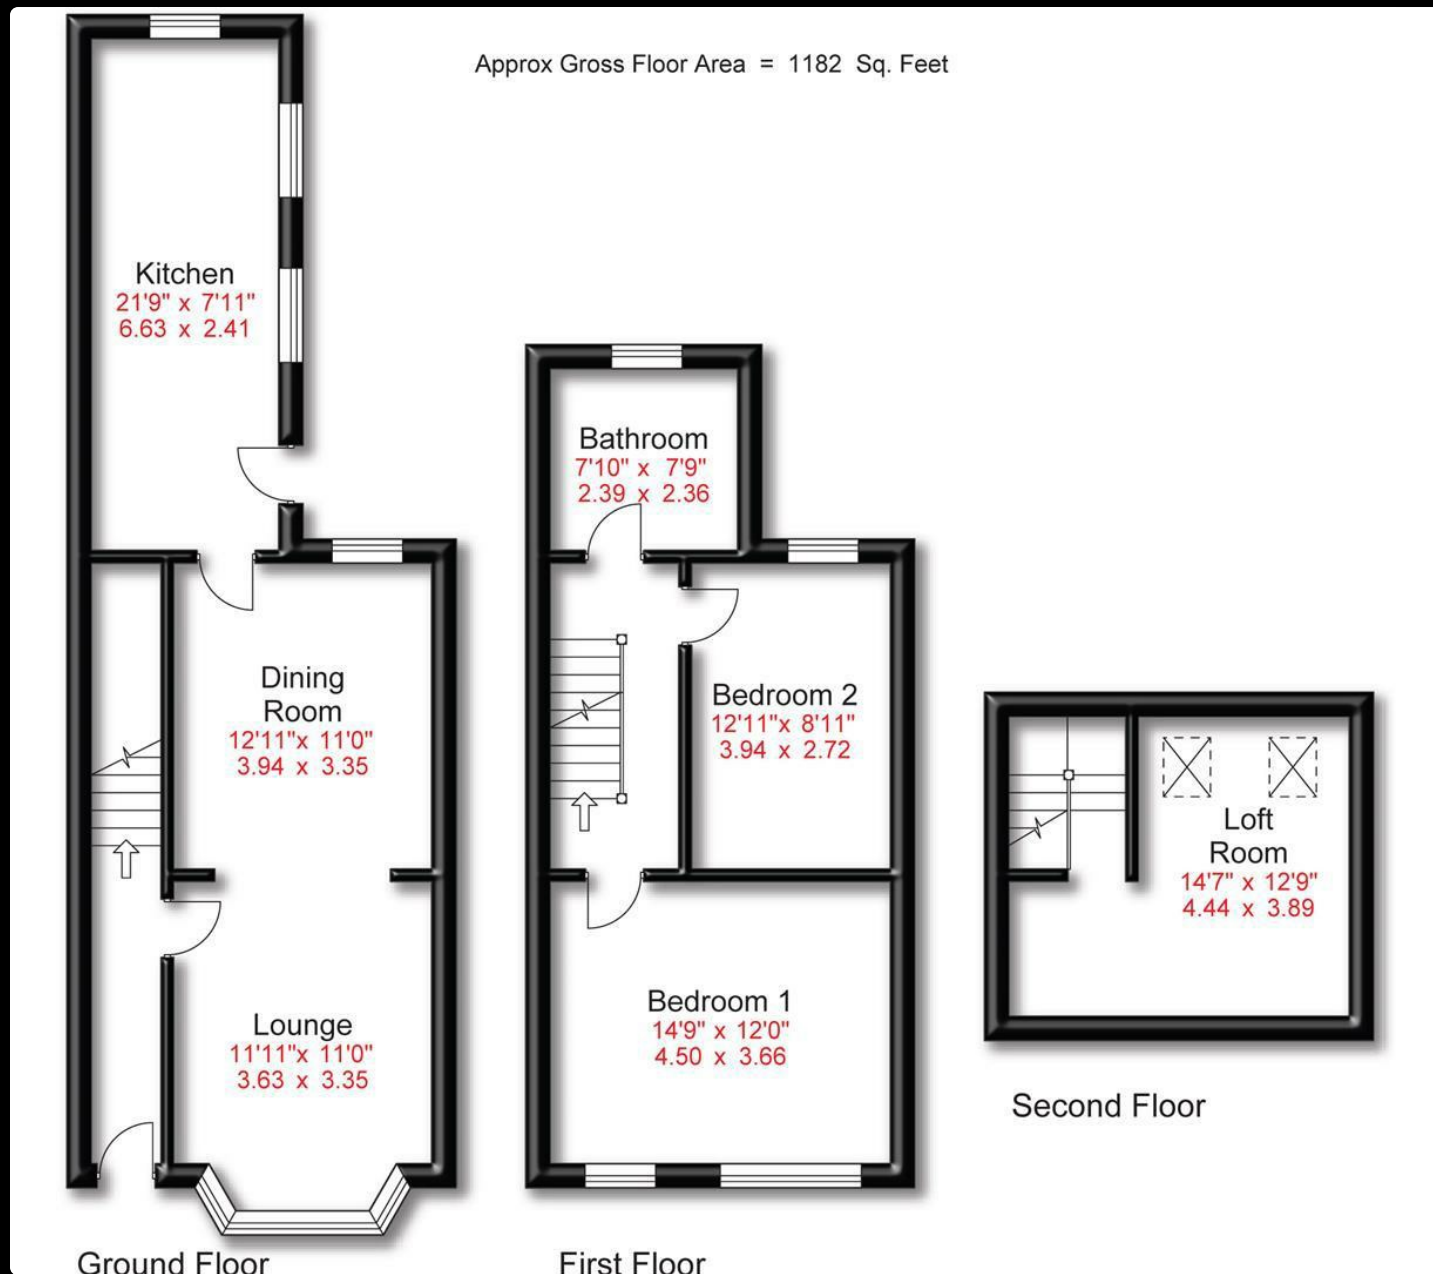 Approx Gross Floor Area = 1182 Sq. Feet
Kitchen
21'9" x 7'11"
6.63 x 2.41
Dining
Room
12'11"x 11'0"
3.94 x 3.35
Lounge
11'11"x 11'0"
3.63 x 3.35
Ground Floor
Bathroom
7'10" x 7'9"
2.39 x 2.36
Bedroom 2
12'11"x 8'11"
3.94 x 2.72
Bedroom 1
14'9" x 12'0"
4.50 x 3.66
First Floor
Loft
Room
14'7" x 12'9"
4.44 x 3.89
Second Floor